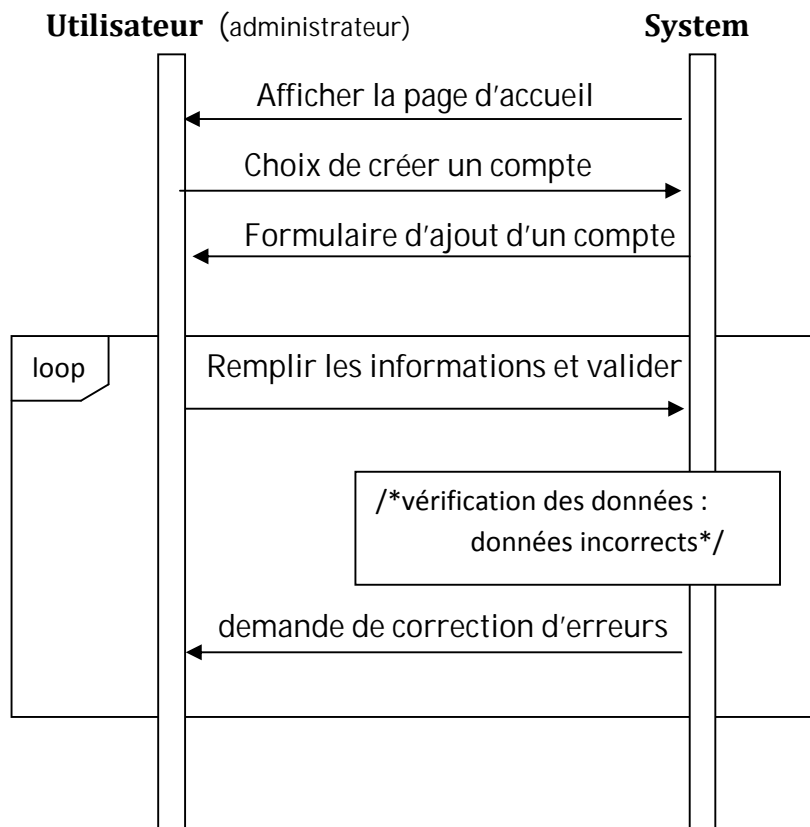 Utilisateur (administrateur)
System
Afficher la page d'accueil
Choix de créer un compte
Formulaire d'ajout d'un compte
loop
Remplir les informations et valider
/*vérification des données :
données incorrects*/
demande de correction d'erreurs